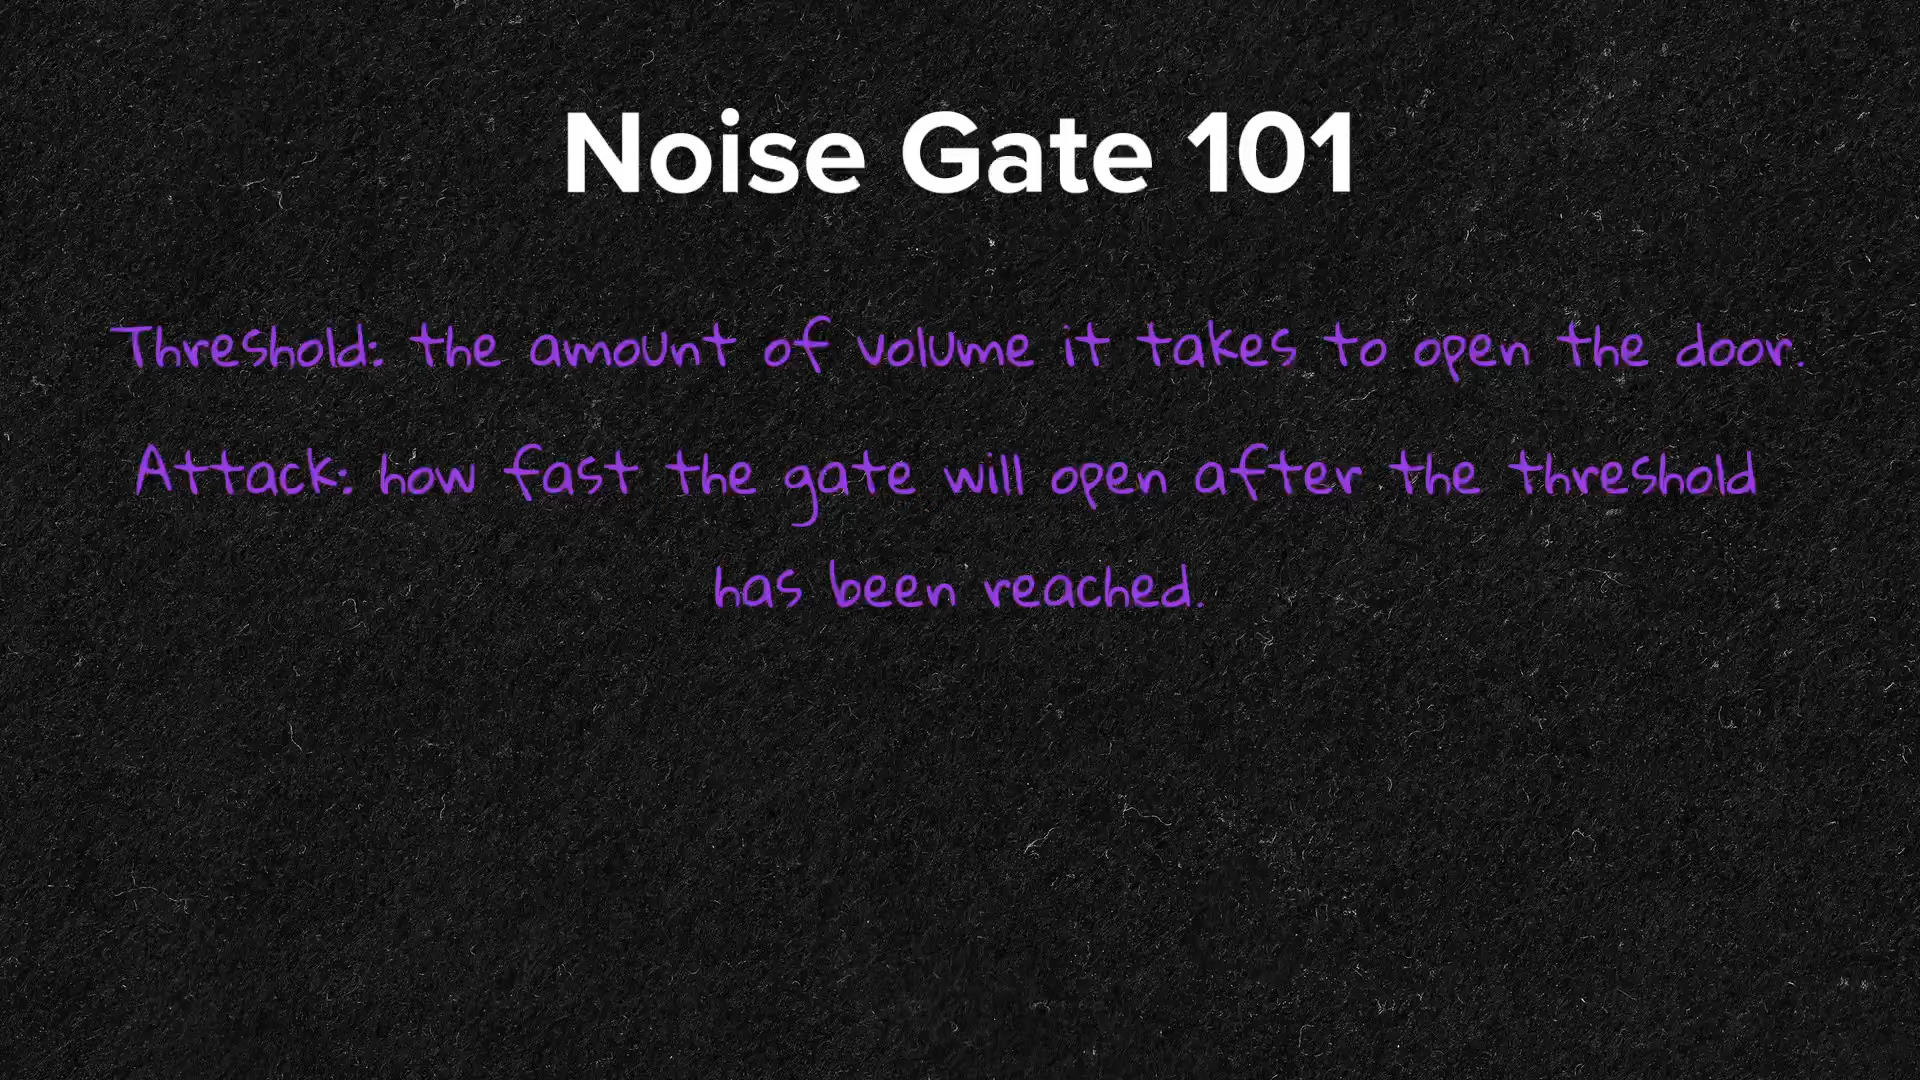 Noise Gate 101
Threshold: the amount of volume it takes to open the door.
Attack: how fast the gate will open after the threshold
has been reached.